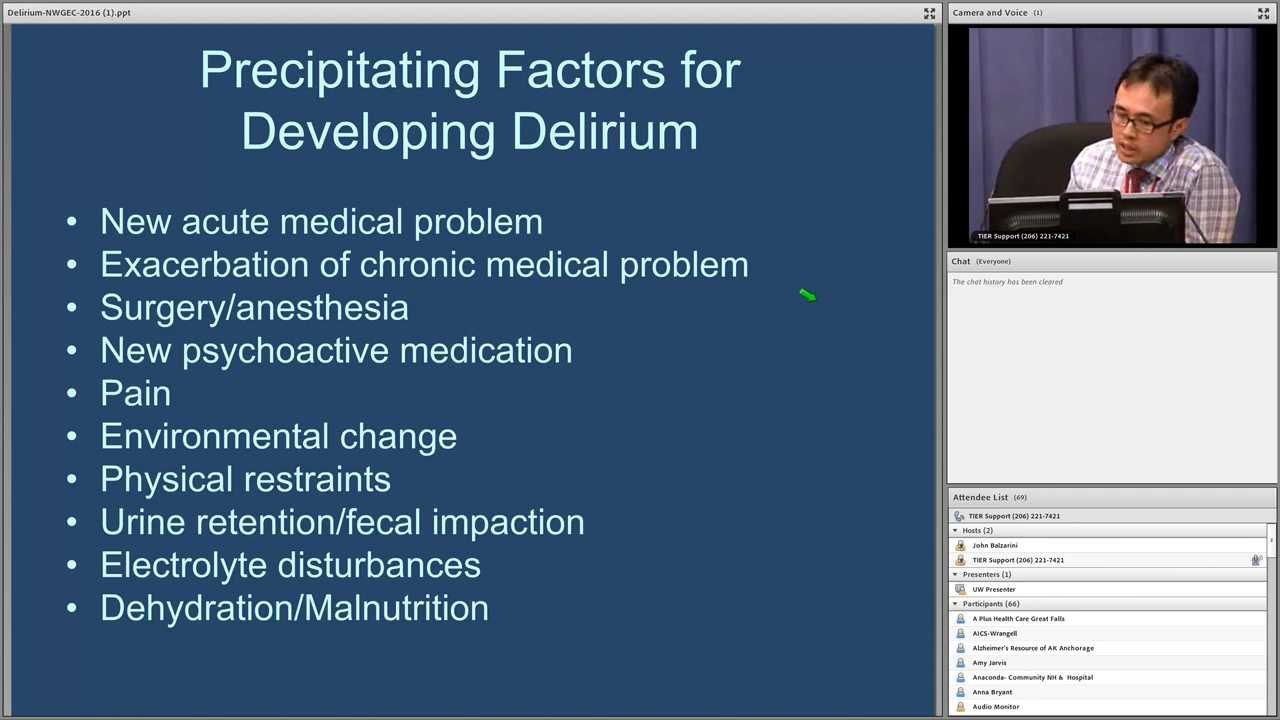 Delirium-NWGEC-2016 (1).ppt
Precipitating Factors for
Developing Delirium
• New acute medical problem
• Exacerbation of chronic medical problem
• Surgery/anesthesia
• New psychoactive medication
• Pain
• Environmental change
• Physical restraints
• Urine retention/fecal impaction
• Electrolyte disturbances
• Dehydration/Malnutrition
Camera and Voice (1)
TIER Support (206) 221-7421
Chat (Everyone)
The chat history has been cleared
Attendee List (69)
TIER Support (206) 221-7421
Hosts (2)
John Balzarini
TIER Support (206) 221-7421
Presenters (1)
UW Presenter
Participants (66)
A Plus Health Care Great Falls
AICS-Wrangell
Alzheimer's Resource of AK Anchorage
Amy Jarvis
Anaconda- Community NH & Hospital
Anna Bryant
Audio Monitor